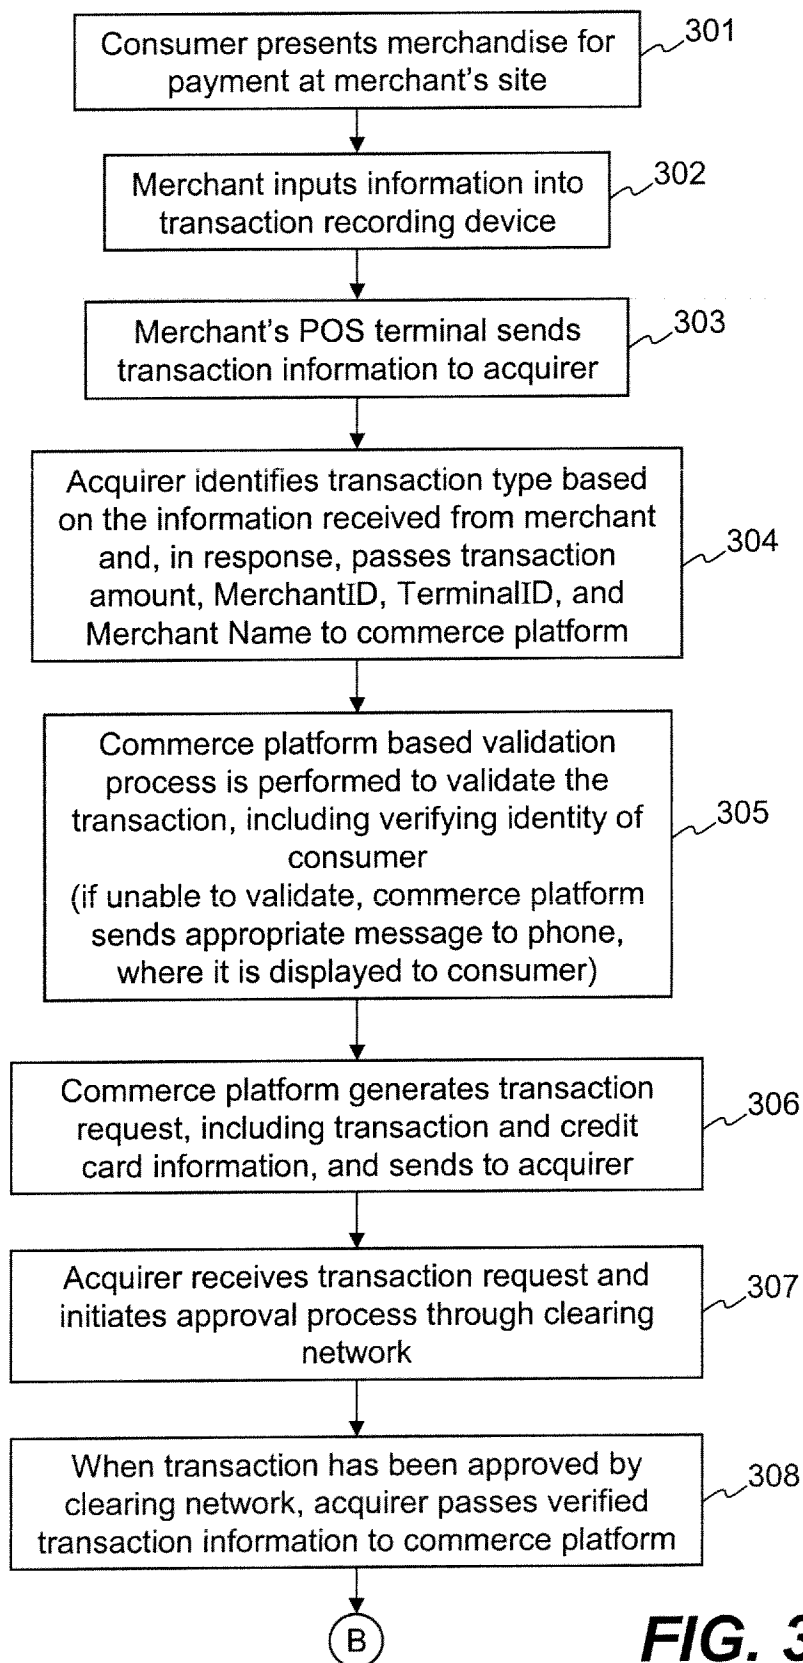 Consumer presents merchandise for
payment at merchant's site
301
Merchant inputs information into
transaction recording device
302
Merchant's POS terminal sends
transaction information to acquirer
303
Acquirer identifies transaction type based
on the information received from merchant
and, in response, passes transaction
amount, MerchantID, TerminalID, and
Merchant Name to commerce platform
304
Commerce platform based validation
process is performed to validate the
transaction, including verifying identity of
consumer
(if unable to validate, commerce platform
sends appropriate message to phone,
where it is displayed to consumer)
305
Commerce platform generates transaction
request, including transaction and credit
card information, and sends to acquirer
306
Acquirer receives transaction request and
initiates approval process through clearing
network
307
When transaction has been approved by
clearing network, acquirer passes verified
transaction information to commerce platform
308
B
FIG. 3